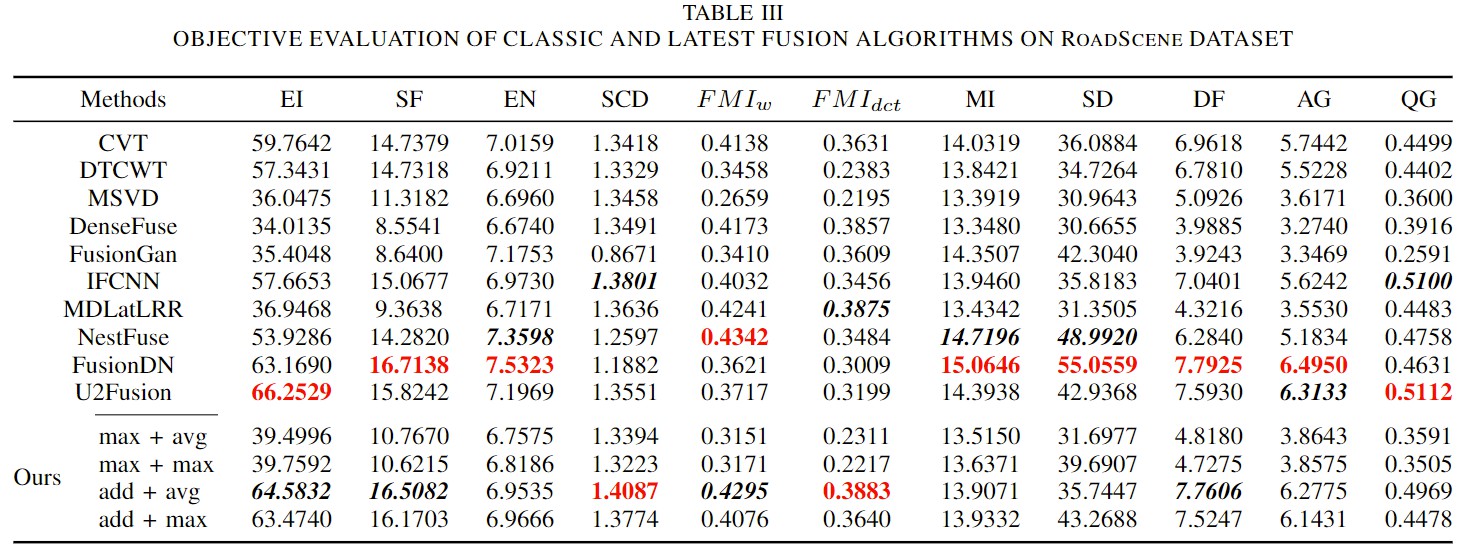 TABLE III
OBJECTIVE EVALUATION OF CLASSIC AND LATEST FUSION ALGORITHMS ON ROADSCENE DATASET
Methods EI SF EN SCD FMI_w FMI_dct MI SD DF AG QG
CVT 59.7642 14.7379 7.0159 1.3418 0.4138 0.3631 14.0319 36.0884 6.9618 5.7442 0.4499
DTCWT 57.3431 14.7318 6.9211 1.3329 0.3458 0.2383 13.8421 34.7264 6.7810 5.5228 0.4402
MSVD 36.0475 11.3182 6.6960 1.3458 0.2659 0.2195 13.3919 30.9643 5.0926 3.6171 0.3600
DenseFuse 34.0135 8.5541 6.6740 1.3491 0.4173 0.3857 13.3480 30.6655 3.9885 3.2740 0.3916
FusionGan 35.4048 8.6400 7.1753 0.8671 0.3410 0.3609 14.3507 42.3040 3.9243 3.3469 0.2591
IFCNN 57.6653 15.0677 6.9730 1.3801 0.4032 0.3456 13.9460 35.8183 7.0401 5.6242 0.5100
MDLatLRR 36.9468 9.3638 6.7171 1.3636 0.4241 0.3875 13.4342 31.3505 4.3216 3.5530 0.4483
NestFuse 53.9286 14.2820 7.3598 1.2597 0.4342 0.3484 14.7196 48.9920 6.2840 5.1834 0.4758
FusionDN 63.1690 16.7138 7.5323 1.1882 0.3621 0.3009 15.0646 55.0559 7.7925 6.4950 0.4631
U2Fusion 66.2529 15.8242 7.1969 1.3551 0.3717 0.3199 14.3938 42.9368 7.5930 6.3133 0.5112
max + avg 39.4996 10.7670 6.7575 1.3394 0.3151 0.2311 13.5150 31.6977 4.8180 3.8643 0.3591
max + max 39.7592 10.6215 6.8186 1.3223 0.3171 0.2217 13.6371 39.6907 4.7275 3.8575 0.3505
Ours
add + avg 64.5832 16.5082 6.9535 1.4087 0.4295 0.3883 13.9071 35.7447 7.7606 6.2775 0.4969
add + max 63.4740 16.1703 6.9666 1.3774 0.4076 0.3640 13.9332 43.2688 7.5247 6.1431 0.4478